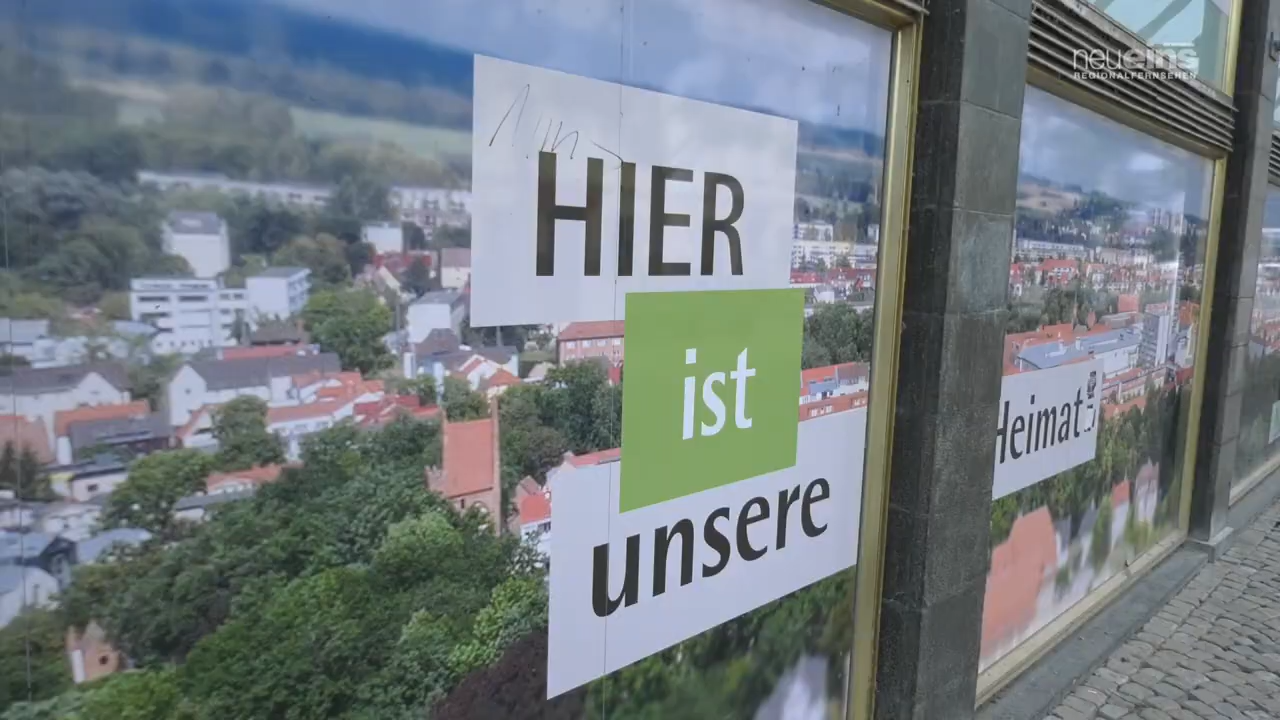 neueins
REGIONALFERNSEHEN
HIER
ist
unsere
Heimat